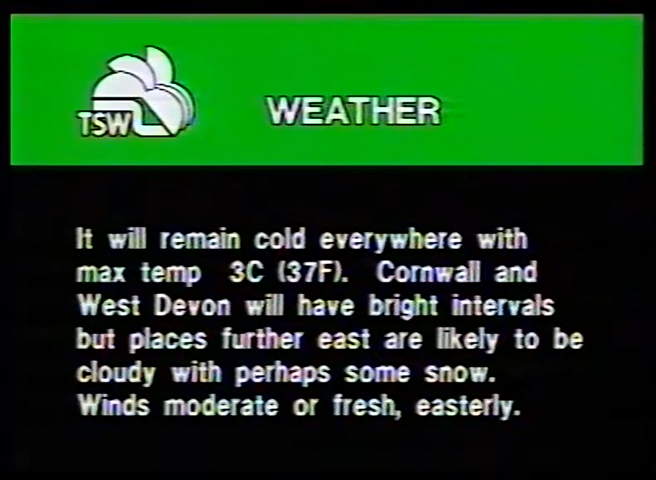 TSW
WEATHER
It will remain cold everywhere with
max temp 3C (37F). Cornwall and
West Devon will have bright intervals
but places further east are likely to be
cloudy with perhaps some snow.
Winds moderate or fresh, easterly.